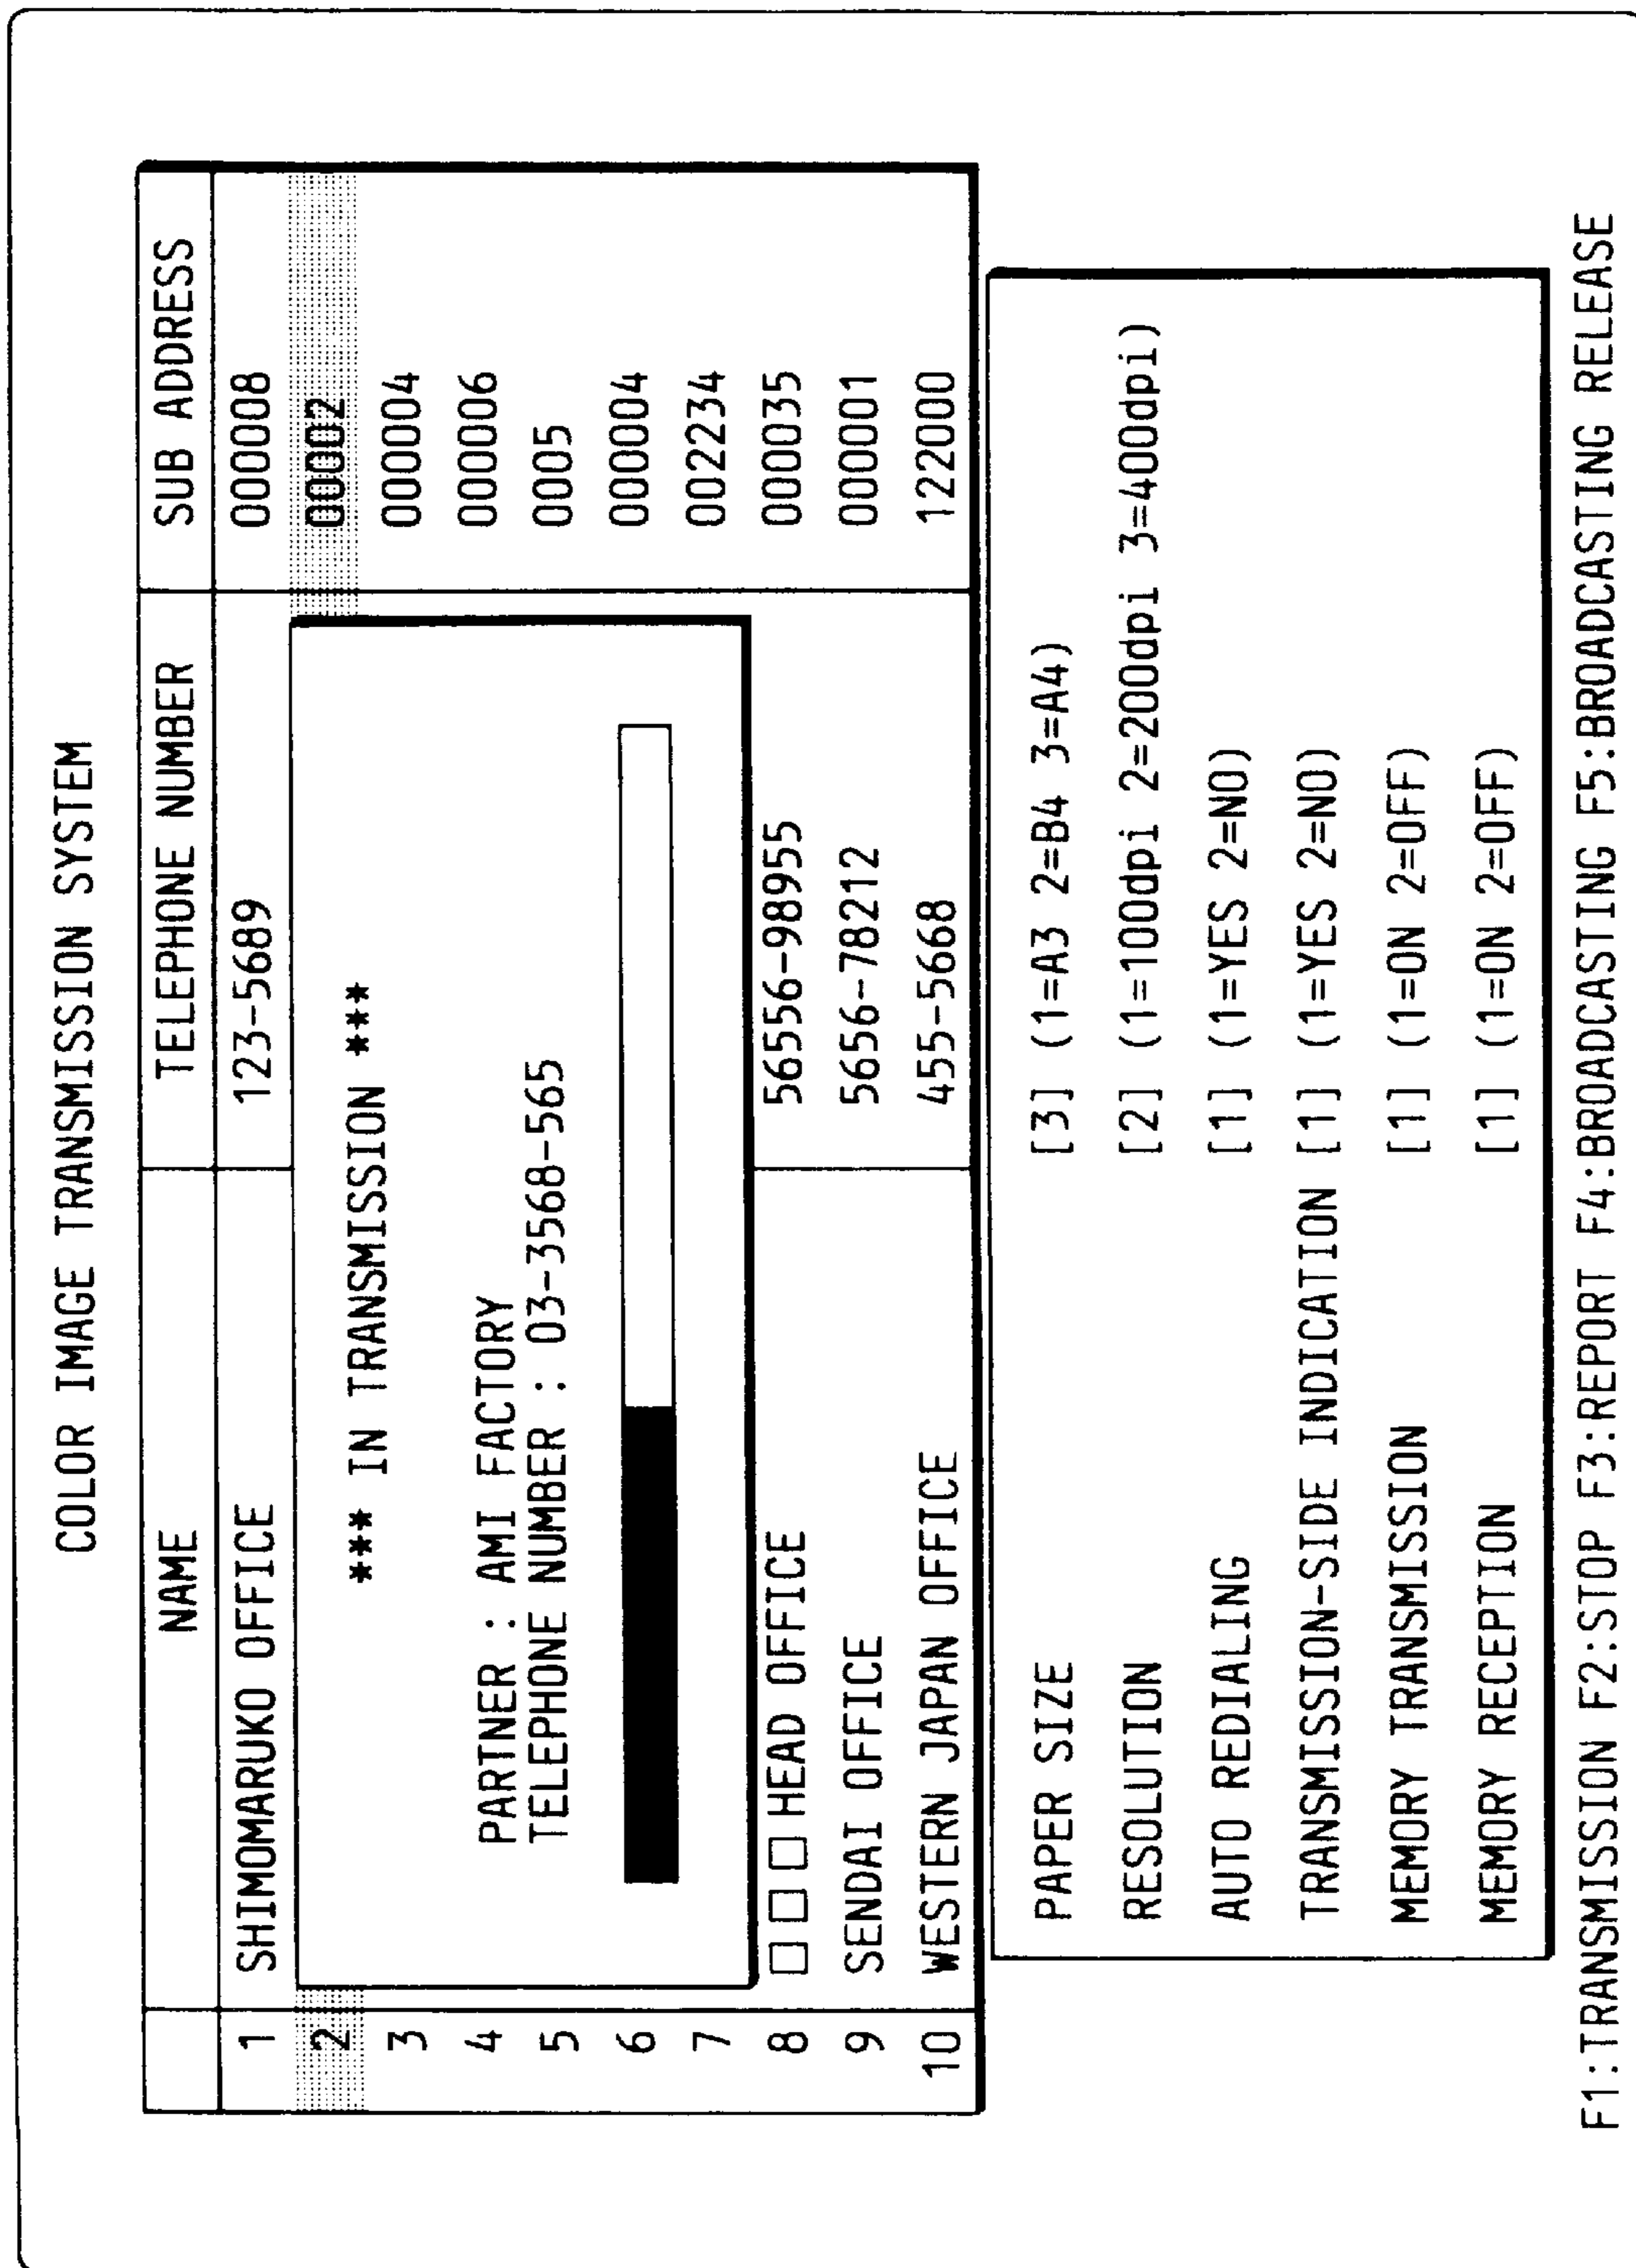 COLOR IMAGE TRANSMISSION SYSTEM
NAME TELEPHONE NUMBER SUB ADDRESS
1 SHIMOMARUKO OFFICE 123-5689 000008
2 00002
*** IN TRANSMISSION ***
3 000004
4 000006
PARTNER : AMI FACTORY
5 0005
TELEPHONE NUMBER : 03-3568-565
6 000004
7 002234
8 □□□ HEAD OFFICE 56556-98955 000035
9 SENDAI OFFICE 5656-78212 000001
10 WESTERN JAPAN OFFICE 455-5668 122000
PAPER SIZE [3] (1=A3 2=B4 3=A4)
RESOLUTION [2] (1=100dpi 2=200dpi 3=400dpi)
AUTO REDIALING [1] (1=YES 2=NO)
TRANSMISSION-SIDE INDICATION [1] (1=YES 2=NO)
MEMORY TRANSMISSION [1] (1=ON 2=OFF)
MEMORY RECEPTION [1] (1=ON 2=OFF)
F1:TRANSMISSION F2:STOP F3:REPORT F4:BROADCASTING F5:BROADCASTING RELEASE